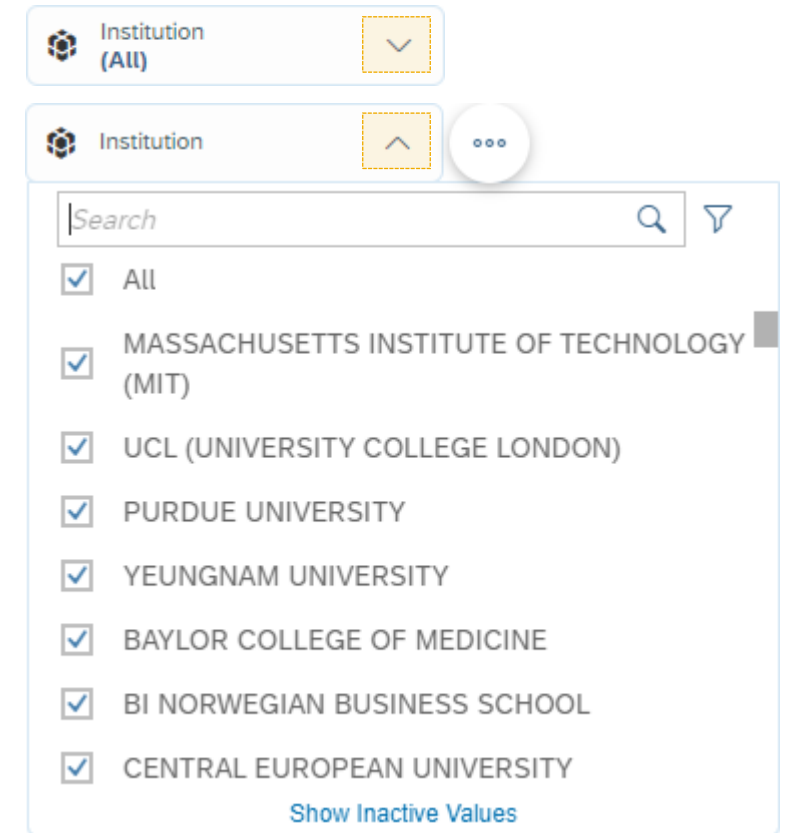 Institution
(All)
Institution
Search
All
MASSACHUSETTS INSTITUTE OF TECHNOLOGY
(MIT)
UCL (UNIVERSITY COLLEGE LONDON)
PURDUE UNIVERSITY
YEUNGNAM UNIVERSITY
BAYLOR COLLEGE OF MEDICINE
BI NORWEGIAN BUSINESS SCHOOL
CENTRAL EUROPEAN UNIVERSITY
Show Inactive Values